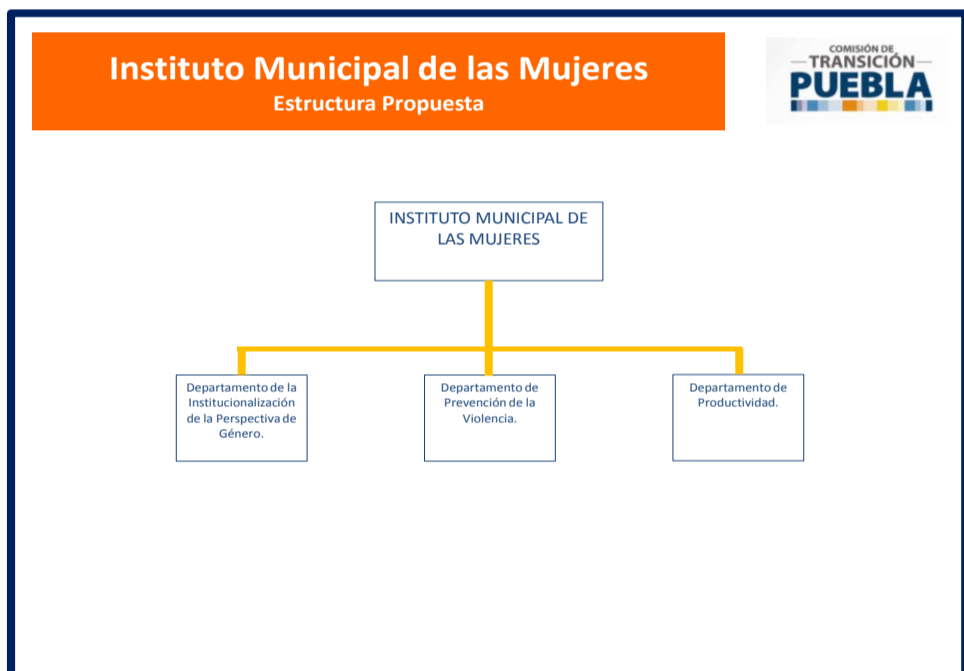 Instituto Municipal de las Mujeres
Estructura Propuesta
COMISIÓN DE
TRANSICIÓN
PUEBLA
INSTITUTO MUNICIPAL DE
LAS MUJERES
Departamento de la
Institucionalización
de la Perspectiva de
Género.
Departamento de
Prevención de la
Violencia.
Departamento de
Productividad.